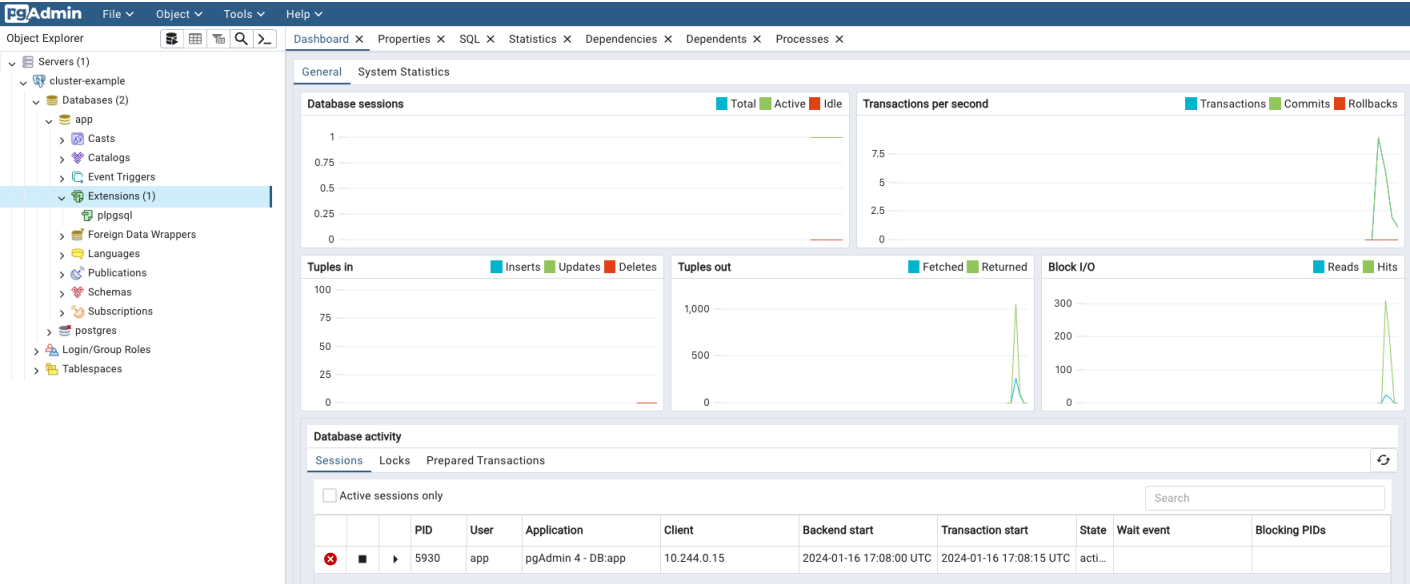 pgAdmin File Object Tools Help
Object Explorer
Dashboard Properties SQL Statistics Dependencies Dependents Processes
Servers (1)
cluster-example
Databases (2)
app
Casts
Catalogs
Event Triggers
Extensions (1)
plpgsql
Foreign Data Wrappers
Languages
Publications
Schemas
Subscriptions
postgres
Login/Group Roles
Tablespaces
General System Statistics
Database sessions Total Active Idle
1
0.75
0.5
0.25
0
Transactions per second Transactions Commits Rollbacks
7.5
5
2.5
0
Tuples in Inserts Updates Deletes
100
75
50
25
0
Tuples out Fetched Returned
1,000
500
0
Block I/O Reads Hits
300
200
100
0
Database activity
Sessions Locks Prepared Transactions
Active sessions only Search
PID User Application Client Backend start Transaction start State Wait event Blocking PIDs
5930 app pgAdmin 4 - DB:app 10.244.0.15 2024-01-16 17:08:00 UTC 2024-01-16 17:08:15 UTC acti...